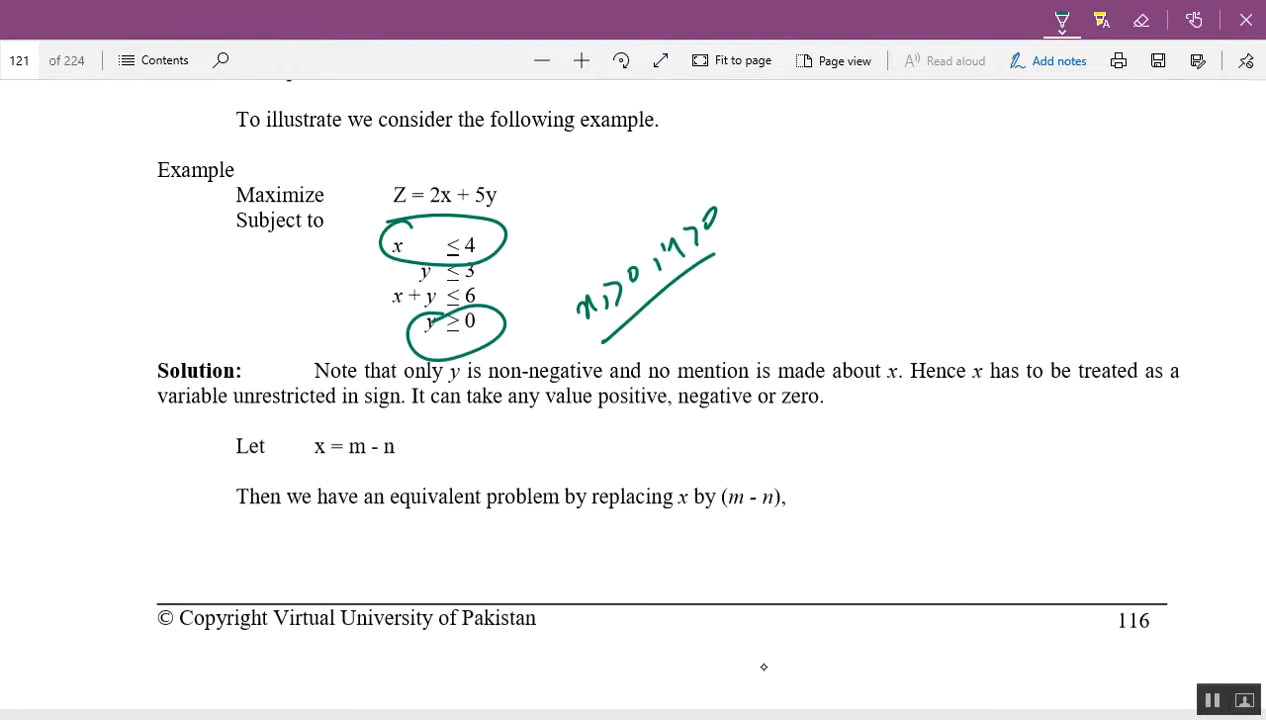 121 of 224 Contents Fit to page Page view Read aloud Add notes
To illustrate we consider the following example.
Example
Maximize Z = 2x + 5y
Subject to
x ≤ 4
y ≤ 3
x + y ≤ 6
y ≥ 0
x, > 0, y > 0
Solution: Note that only y is non-negative and no mention is made about x. Hence x has to be treated as a
variable unrestricted in sign. It can take any value positive, negative or zero.
Let x = m - n
Then we have an equivalent problem by replacing x by (m - n),
© Copyright Virtual University of Pakistan 116